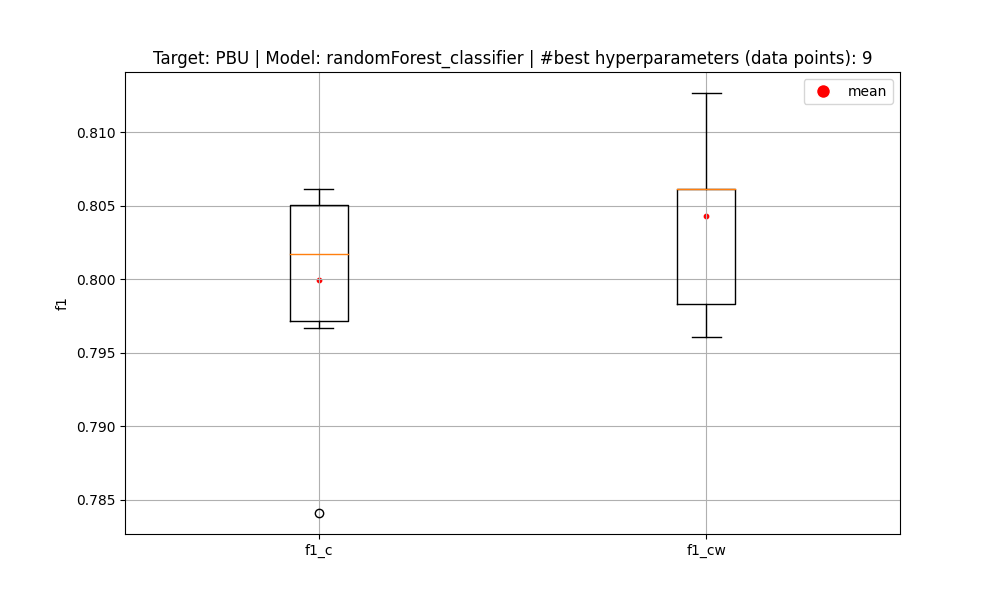 Target: PBU | Model: randomForest_classifier | #best hyperparameters (data points): 9
mean
0.810
0.805
0.800
0.795
0.790
0.785
f1
f1_c
f1_cw